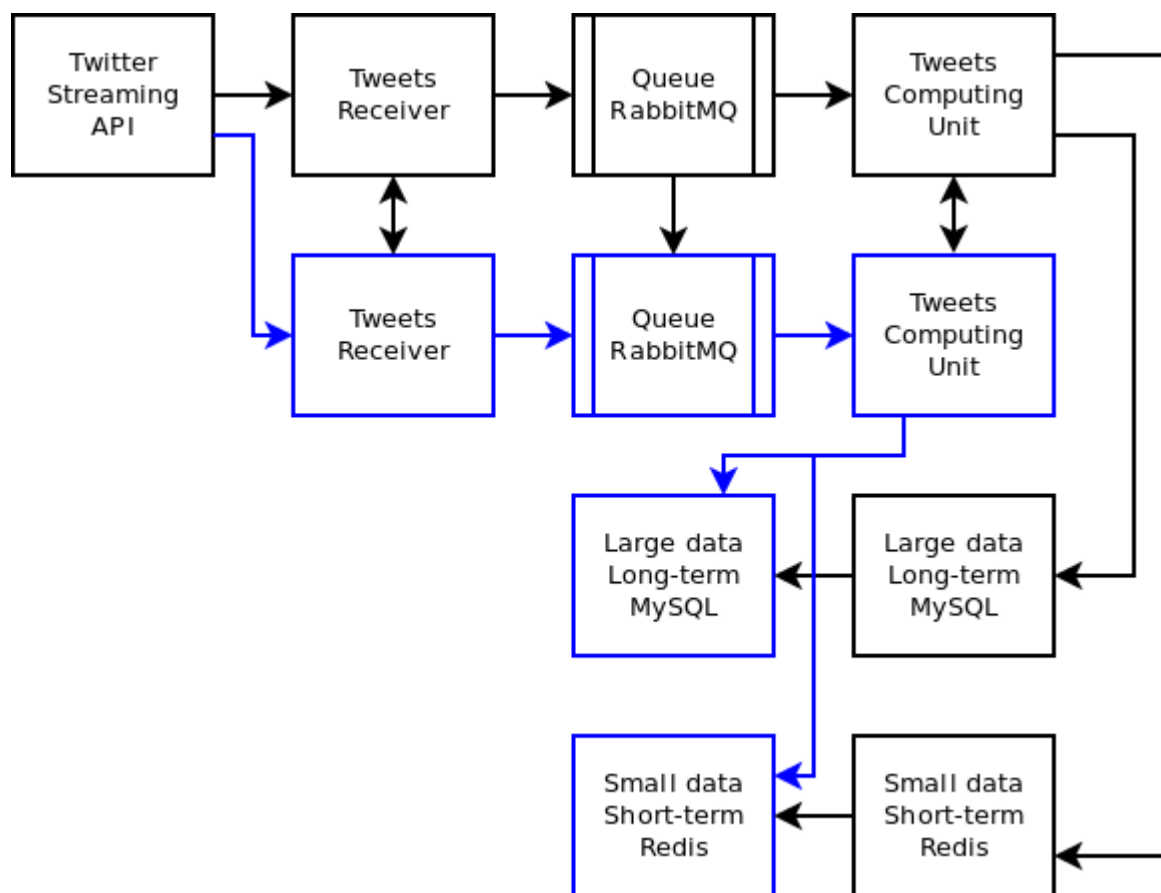 Twitter
Streaming
API
Tweets
Receiver
Queue
RabbitMQ
Tweets
Computing
Unit
Tweets
Receiver
Queue
RabbitMQ
Tweets
Computing
Unit
Large data
Long-term
MySQL
Large data
Long-term
MySQL
Small data
Short-term
Redis
Small data
Short-term
Redis